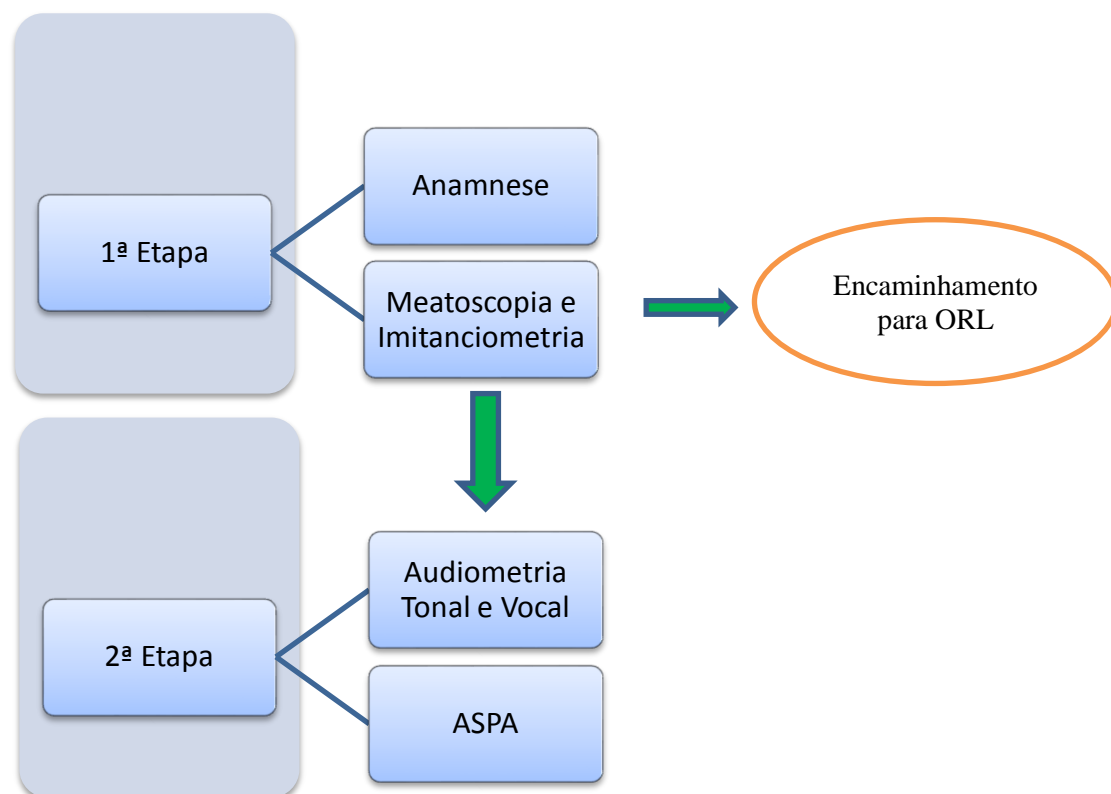 1ª Etapa
Anamnese
Meatoscopia e
Imitanciometria
Encaminhamento
para ORL
2ª Etapa
Audiometria
Tonal e Vocal
ASPA